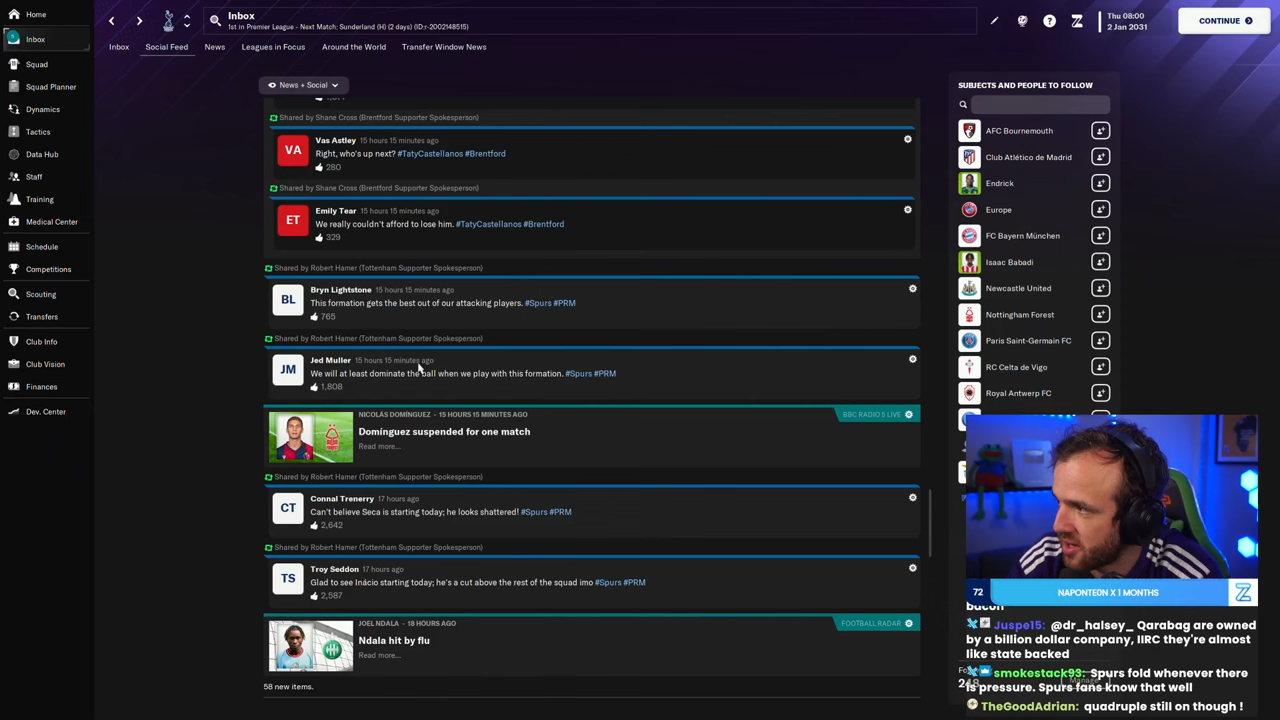 Home
Inbox
Squad
Squad Planner
Dynamics
Tactics
Data Hub
Staff
Training
Medical Center
Schedule
Competitions
Scouting
Transfers
Club Info
Club Vision
Finances
Dev. Center
Inbox
1st in Premier League - Next Match: Sunderland (H) (2 days) (ID:r-2002148515)
Thu 08:00
2 Jan 2031
CONTINUE
Inbox
Social Feed
News
Leagues in Focus
Around the World
Transfer Window News
News + Social
Shared by Shane Cross (Brentford Supporter Spokesperson)
VA
Vas Astley 15 hours 15 minutes ago
Right, who's up next? #TatyCastellanos #Brentford
280
Shared by Shane Cross (Brentford Supporter Spokesperson)
ET
Emily Tear 15 hours 15 minutes ago
We really couldn't afford to lose him. #TatyCastellanos #Brentford
329
Shared by Robert Hamer (Tottenham Supporter Spokesperson)
BL
Bryn Lightstone 15 hours 15 minutes ago
This formation gets the best out of our attacking players. #Spurs #PRM
765
Shared by Robert Hamer (Tottenham Supporter Spokesperson)
JM
Jed Muller 15 hours 15 minutes ago
We will at least dominate the ball when we play with this formation. #Spurs #PRM
1,808
NICOLÁS DOMÍNGUEZ - 15 HOURS 15 MINUTES AGO
BBC RADIO 5 LIVE
Domínguez suspended for one match
Read more...
Shared by Robert Hamer (Tottenham Supporter Spokesperson)
CT
Connal Trenerry 17 hours ago
Can't believe Seca is starting today; he looks shattered! #Spurs #PRM
2,642
Shared by Robert Hamer (Tottenham Supporter Spokesperson)
TS
Troy Seddon 17 hours ago
Glad to see Inácio starting today; he's a cut above the rest of the squad imo #Spurs #PRM
2,587
JOEL NDALA - 18 HOURS AGO
FOOTBALL RADAR
Ndala hit by flu
Read more...
58 new items.
SUBJECTS AND PEOPLE TO FOLLOW
AFC Bournemouth
Club Atlético de Madrid
Endrick
Europe
FC Bayern München
Isaac Babadi
Newcastle United
Nottingham Forest
Paris Saint-Germain FC
RC Celta de Vigo
Royal Antwerp FC
72
NAPONTE0N X 1 MONTHS
bacon
Juspe15: @dr_halsey_ Qarabag are owned
by a billion dollar company, IIRC they're almost
like state backed
smokestack93: Spurs fold whenever there
is pressure. Spurs fans know that well
TheGoodAdrian: quadruple still on though !